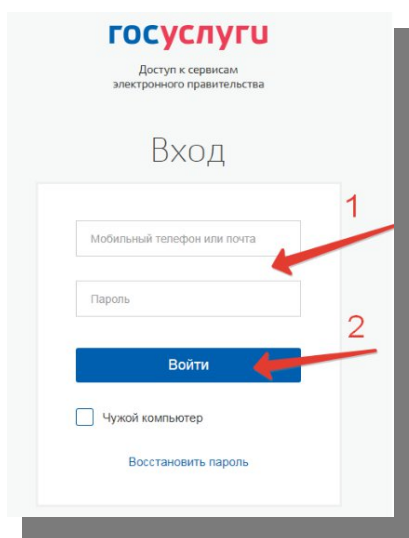 госуслуги
Доступ к сервисам
электронного правительства
Вход
1
Мобильный телефон или почта
Пароль
2
Войти
Чужой компьютер
Восстановить пароль